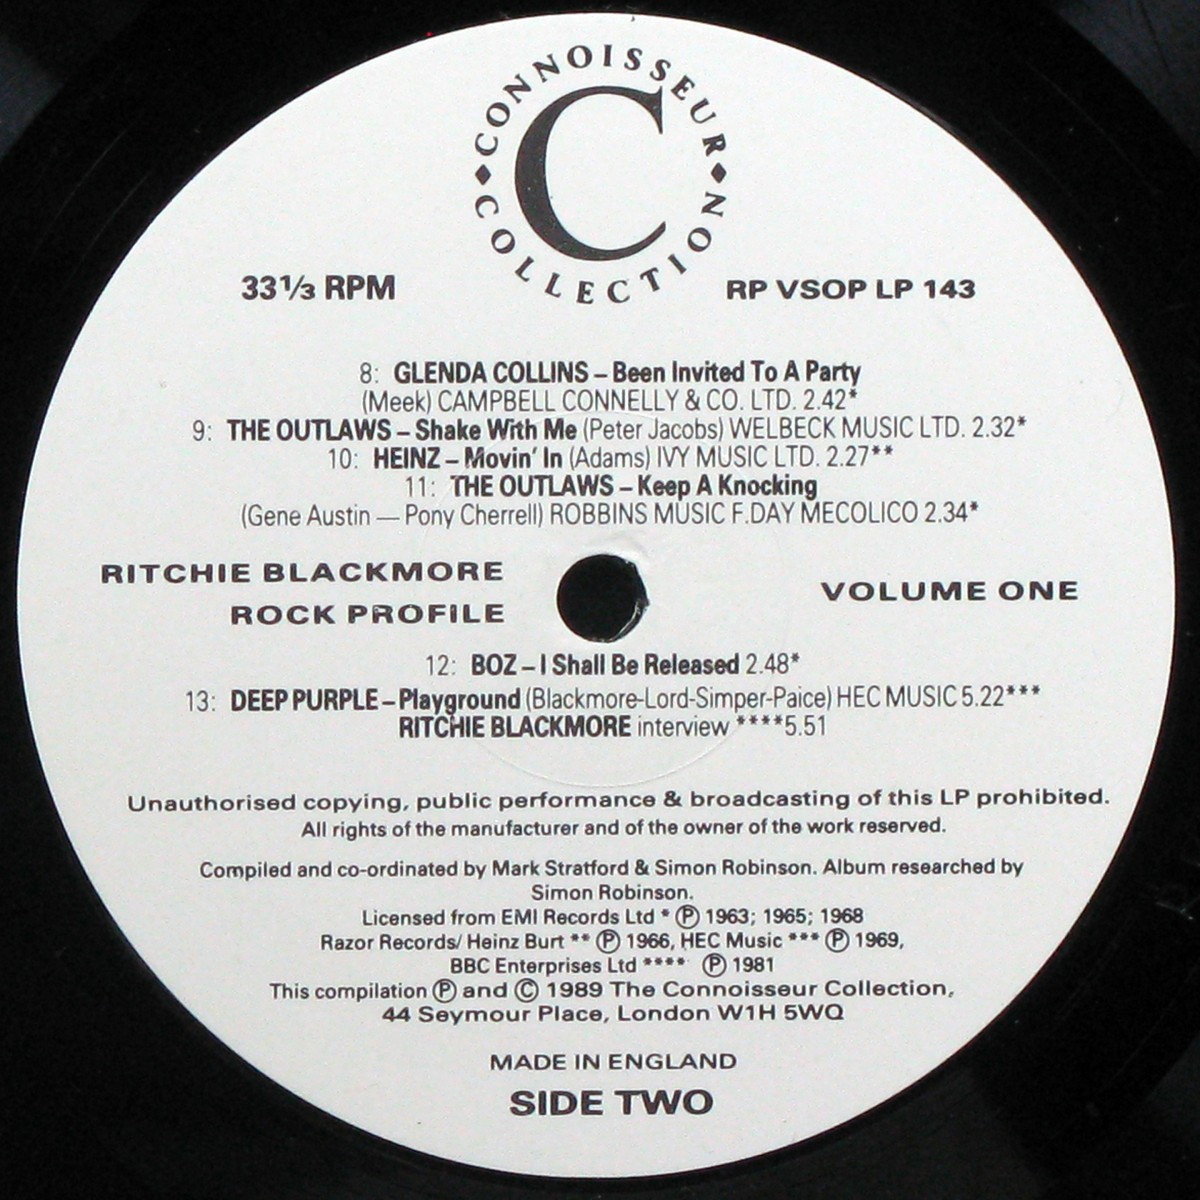 CONNOISSEUR
C
COLLECTION
33⅓ RPM
RP VSOP LP 143
8: GLENDA COLLINS – Been Invited To A Party
(Meek) CAMPBELL CONNELLY & CO. LTD. 2.42*
9: THE OUTLAWS – Shake With Me (Peter Jacobs) WELBECK MUSIC LTD. 2.32*
10: HEINZ – Movin' In (Adams) IVY MUSIC LTD. 2.27**
11: THE OUTLAWS – Keep A Knocking
(Gene Austin — Pony Cherrell) ROBBINS MUSIC F.DAY MECOLICO 2.34*
RITCHIE BLACKMORE
ROCK PROFILE
VOLUME ONE
12: BOZ – I Shall Be Released 2.48*
13: DEEP PURPLE – Playground (Blackmore-Lord-Simper-Paice) HEC MUSIC 5.22***
RITCHIE BLACKMORE interview ****5.51
Unauthorised copying, public performance & broadcasting of this LP prohibited.
All rights of the manufacturer and of the owner of the work reserved.
Compiled and co-ordinated by Mark Stratford & Simon Robinson. Album researched by
Simon Robinson.
Licensed from EMI Records Ltd * Ⓟ 1963; 1965; 1968
Razor Records/ Heinz Burt ** Ⓟ 1966, HEC Music *** Ⓟ 1969,
BBC Enterprises Ltd **** Ⓟ 1981
This compilation Ⓟ and © 1989 The Connoisseur Collection,
44 Seymour Place, London W1H 5WQ
MADE IN ENGLAND
SIDE TWO